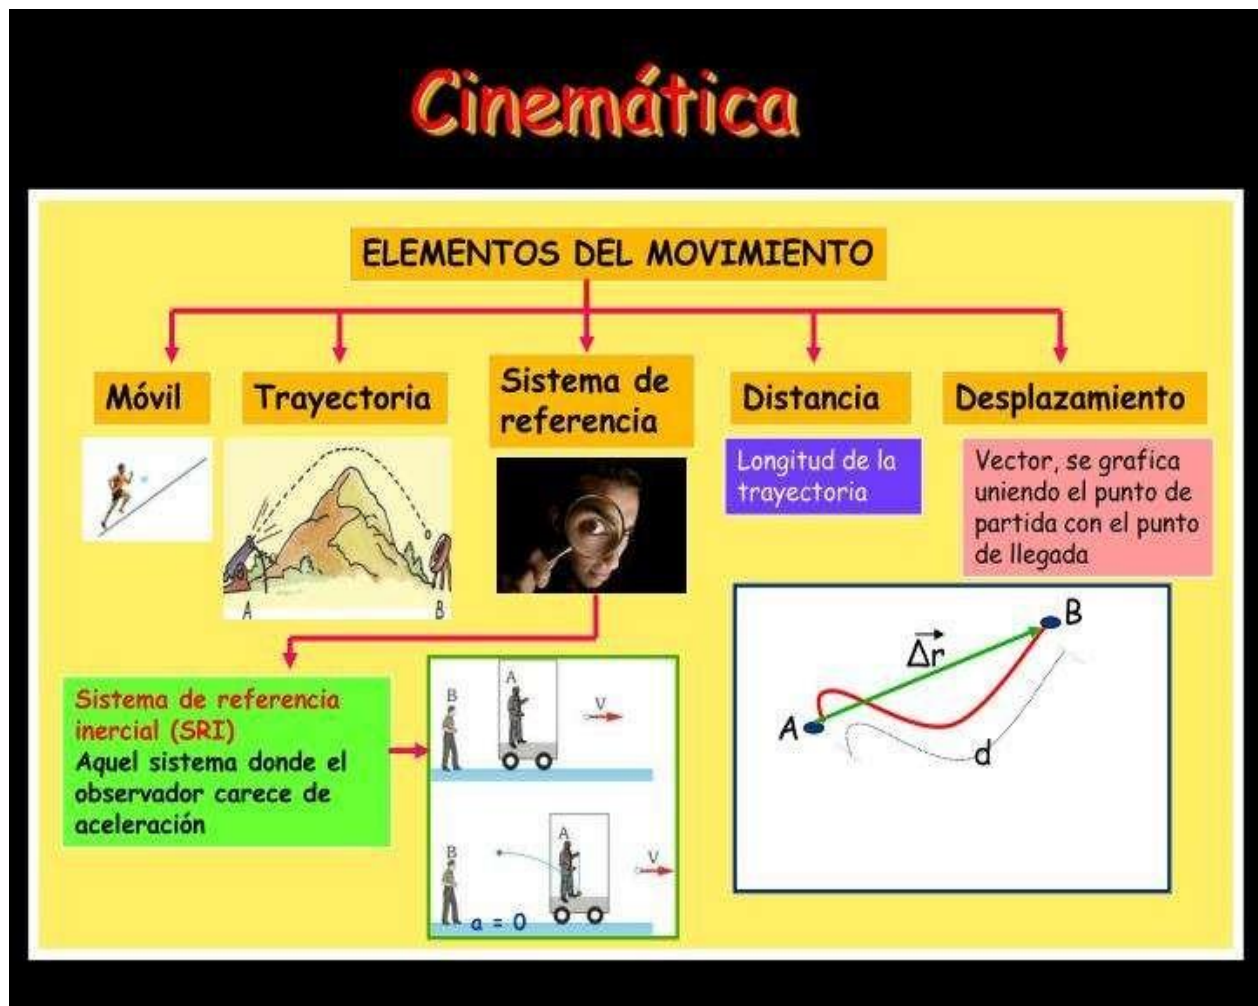 Cinemática
ELEMENTOS DEL MOVIMIENTO
Móvil
Trayectoria
Sistema de
referencia
Distancia
Desplazamiento
Longitud de la
trayectoria
Vector, se grafica
uniendo el punto de
partida con el punto
de llegada
A
B
Sistema de referencia
inercial (SRI)
Aquel sistema donde el
observador carece de
aceleración
B
A
V
B
A
V
a = 0
A
B
Δr
d